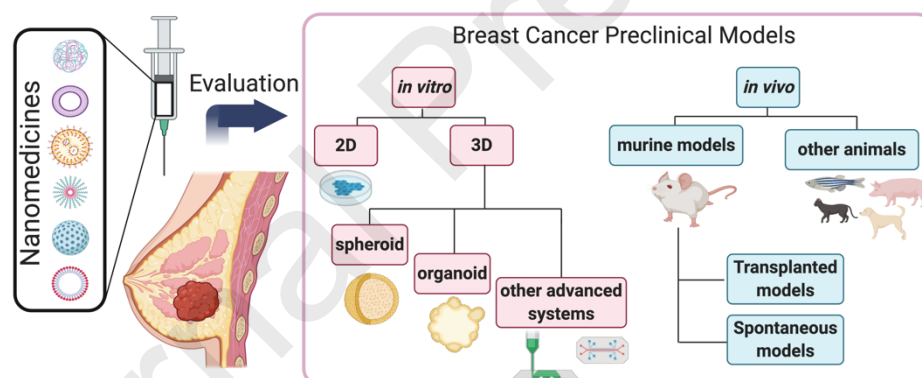 Nanomedicines
Evaluation
Breast Cancer Preclinical Models
in vitro
2D
3D
spheroid
organoid
other advanced
systems
in vivo
murine models
other animals
Transplanted
models
Spontaneous
models